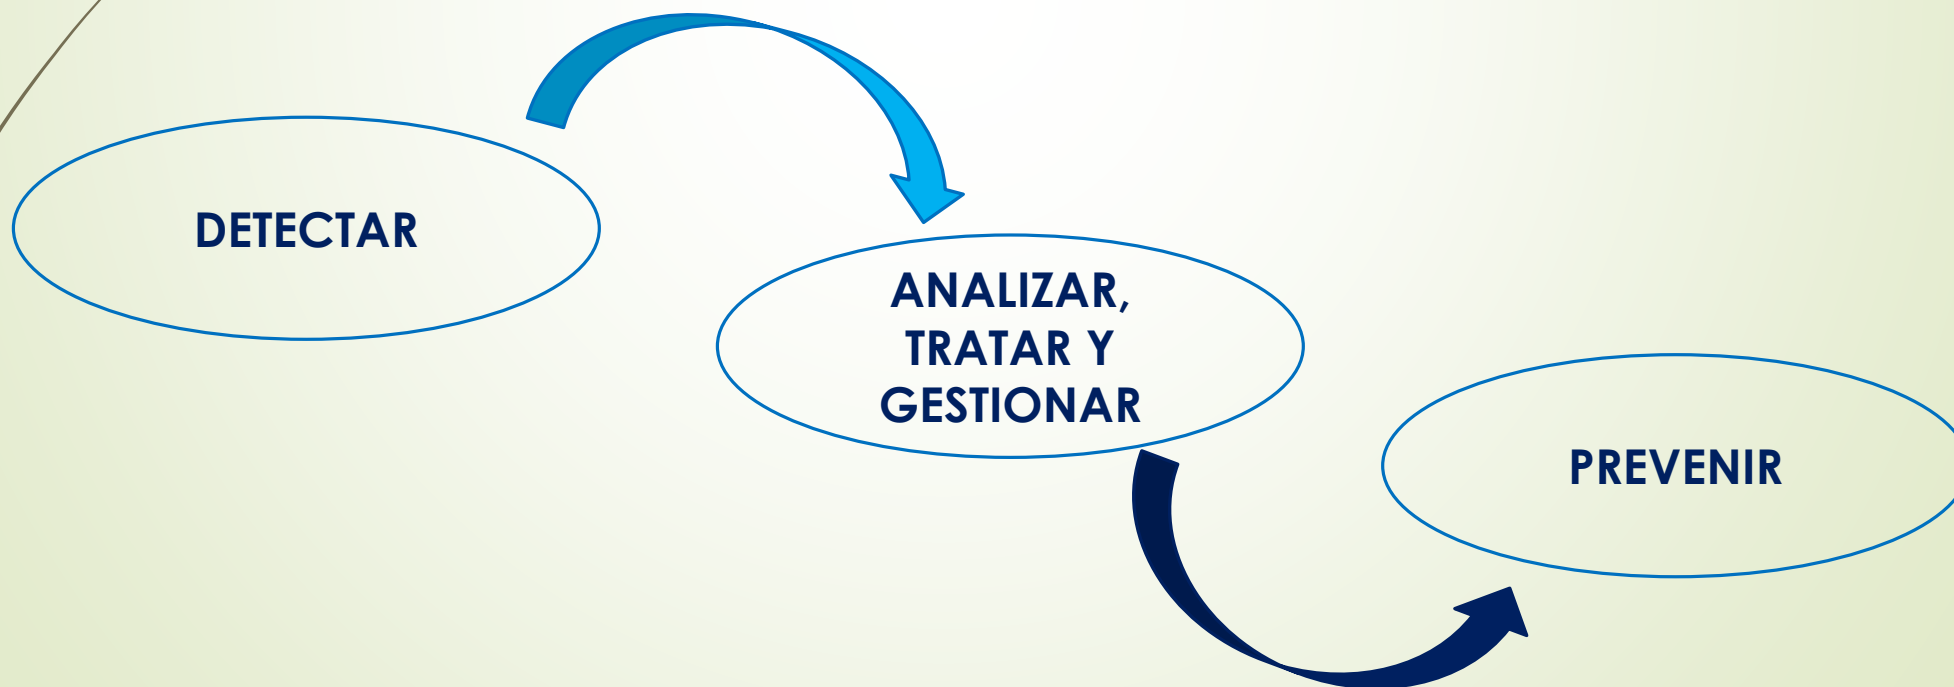 DETECTAR
ANALIZAR,
TRATAR Y
GESTIONAR
PREVENIR